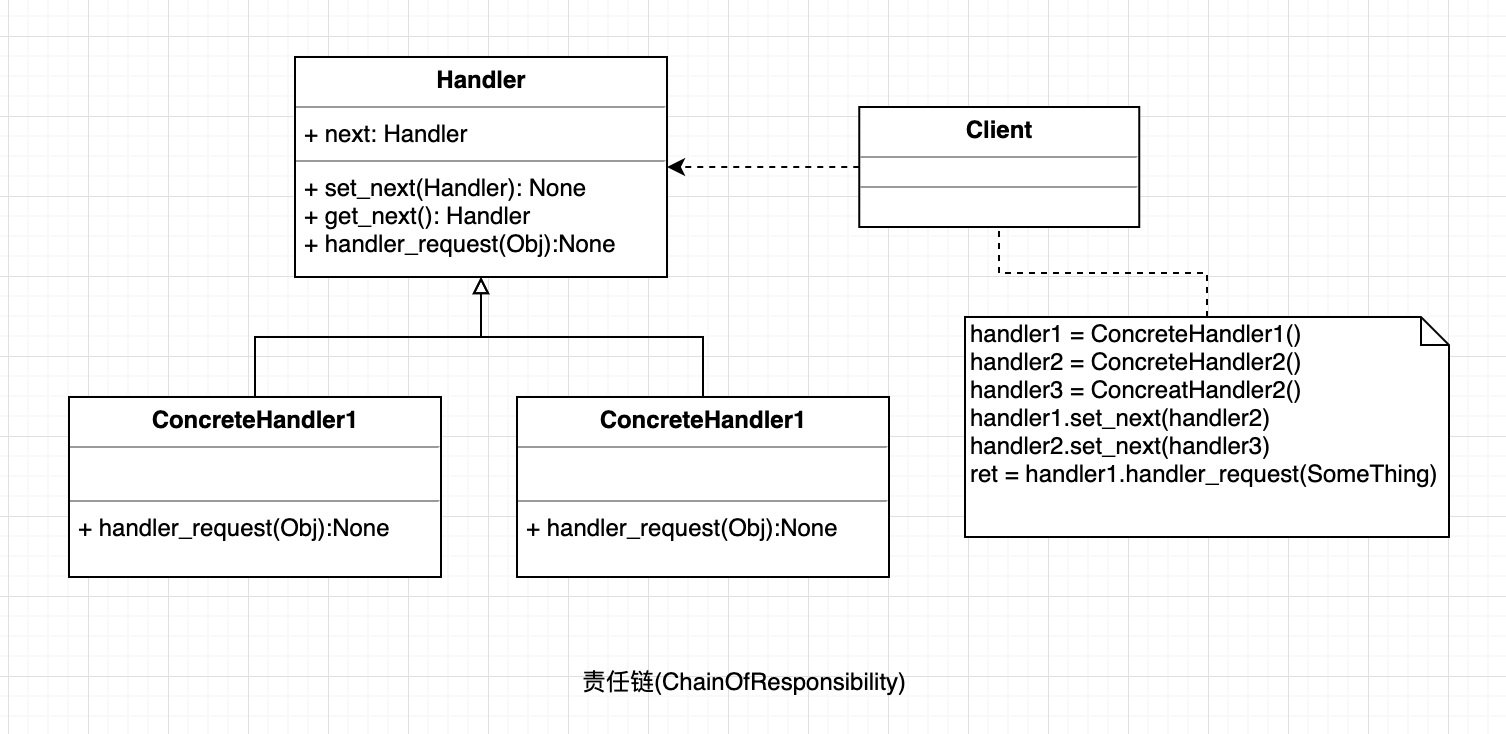 Handler
+ next: Handler
+ set_next(Handler): None
+ get_next(): Handler
+ handler_request(Obj):None
Client
ConcreteHandler1
+ handler_request(Obj):None
ConcreteHandler1
+ handler_request(Obj):None
handler1 = ConcreteHandler1()
handler2 = ConcreteHandler2()
handler3 = ConcreatHandler2()
handler1.set_next(handler2)
handler2.set_next(handler3)
ret = handler1.handler_request(SomeThing)
责任链(ChainOfResponsibility)